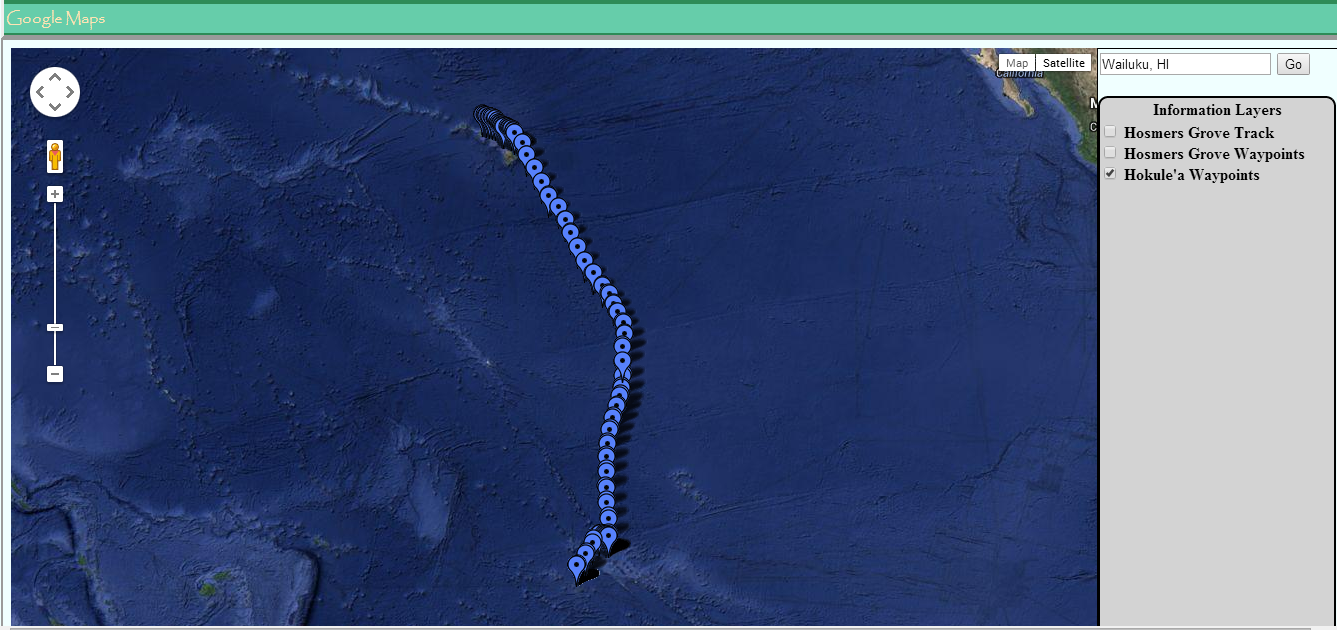 Google Maps
Map
Satellite
California
Wailuku, HI
Go
Information Layers
Hosmers Grove Track
Hosmers Grove Waypoints
Hokule'a Waypoints